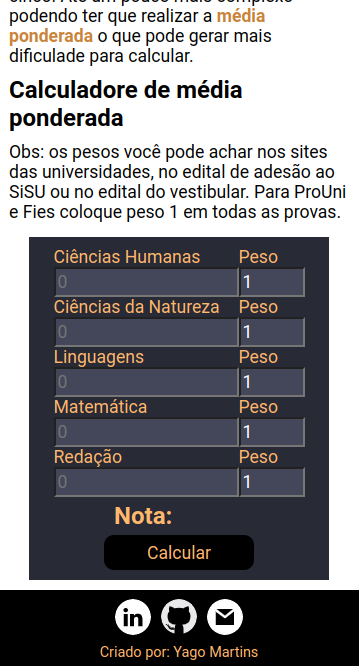 podendo ter que realizar a média
ponderada o que pode gerar mais
dificuldade para calcular.
Calculadore de média
ponderada
Obs: os pesos você pode achar nos sites
das universidades, no edital de adesão ao
SiSU ou no edital do vestibular. Para ProUni
e Fies coloque peso 1 em todas as provas.
Ciências Humanas Peso
0 1
Ciências da Natureza Peso
0 1
Linguagens Peso
0 1
Matemática Peso
0 1
Redação Peso
0 1
Nota:
Calcular
in
Criado por: Yago Martins